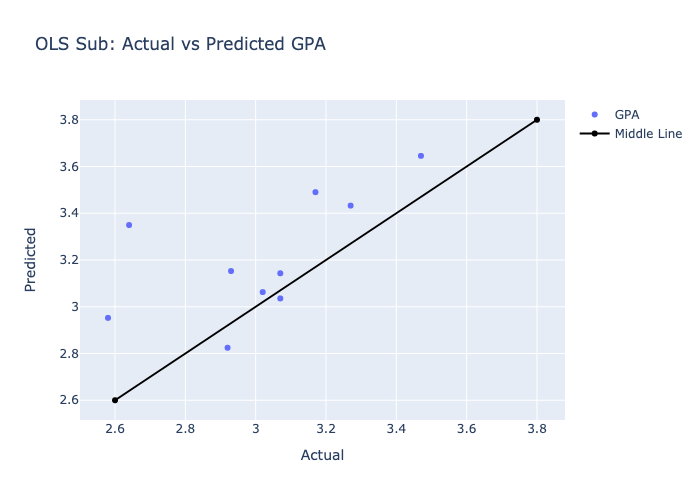 OLS Sub: Actual vs Predicted GPA
GPA
Middle Line
3.8
3.6
3.4
3.2
3
2.8
2.6
Predicted
2.6
2.8
3
3.2
3.4
3.6
3.8
Actual